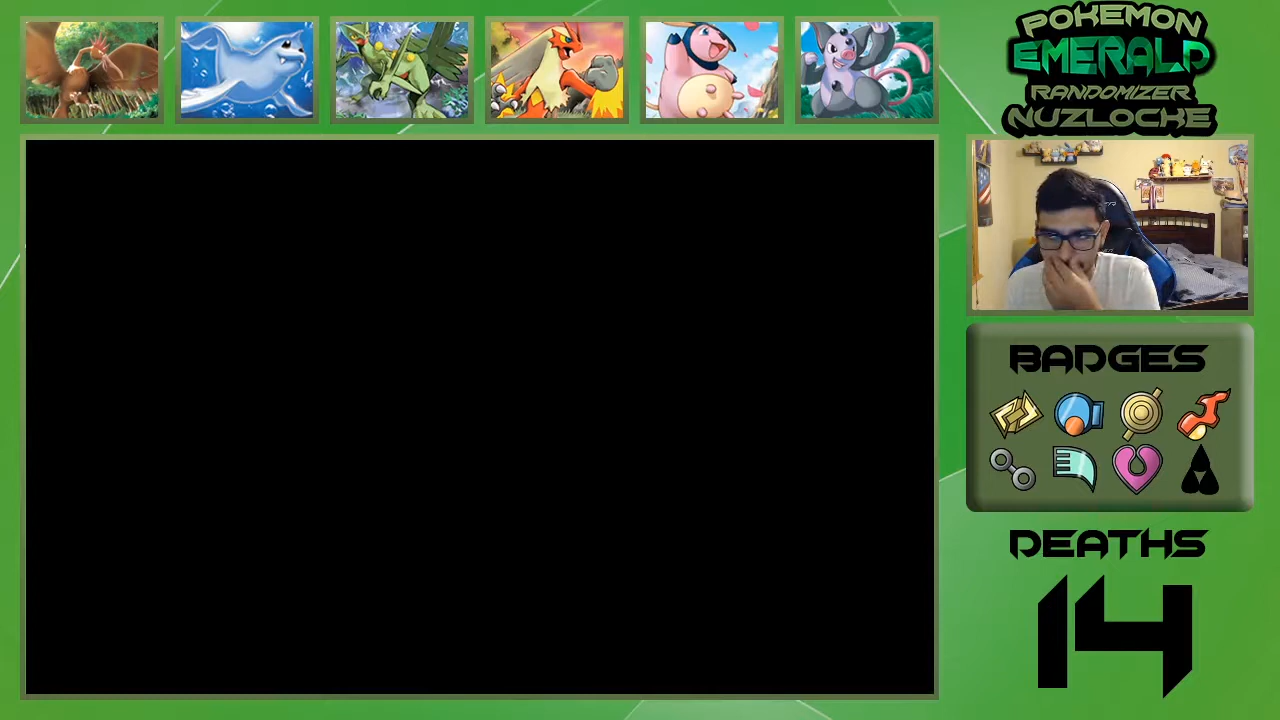 POKEMON
EMERALD
RANDOMIZER
NUZLOCKE
BADGES
DEATHS
14